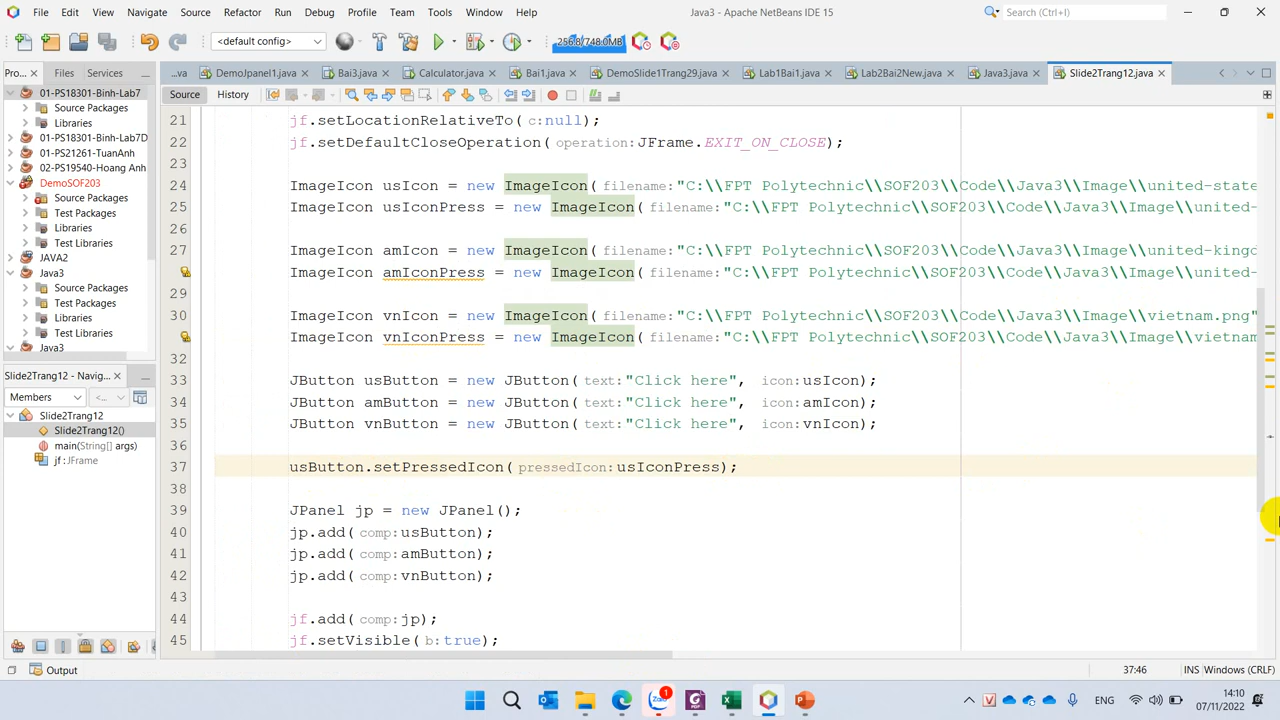 File Edit View Navigate Source Refactor Run Debug Profile Team Tools Window Help
Java3 - Apache NetBeans IDE 15
Search (Ctrl+I)
<default config>
256.8/748.0MB
Pro...
Files
Services
...va
DemoJpanel1.java
Bai3.java
Calculator.java
Bai1.java
DemoSlide1Trang29.java
Lab1Bai1.java
Lab2Bai2New.java
Java3.java
Slide2Trang12.java
Source
History
01-PS18301-Binh-Lab7
Source Packages
Libraries
01-PS18301-Binh-Lab7D
01-PS21261-TuanAnh
02-PS19540-Hoang Anh
DemoSOF203
Source Packages
Test Packages
Libraries
Test Libraries
JAVA2
Java3
Source Packages
Test Packages
Libraries
Test Libraries
Java3
Slide2Trang12 - Navig...
Members
<...
Slide2Trang12
Slide2Trang12()
main(String[] args)
jf : JFrame
21 jf.setLocationRelativeTo( c:null);
22 jf.setDefaultCloseOperation( operation:JFrame.EXIT_ON_CLOSE);
23
24 ImageIcon usIcon = new ImageIcon( filename:"C:\\FPT Polytechnic\\SOF203\\Code\\Java3\\Image\\united-state
25 ImageIcon usIconPress = new ImageIcon( filename:"C:\\FPT Polytechnic\\SOF203\\Code\\Java3\\Image\\united-
26
27 ImageIcon amIcon = new ImageIcon( filename:"C:\\FPT Polytechnic\\SOF203\\Code\\Java3\\Image\\united-kingd
ImageIcon amIconPress = new ImageIcon( filename:"C:\\FPT Polytechnic\\SOF203\\Code\\Java3\\Image\\united-
29
30 ImageIcon vnIcon = new ImageIcon( filename:"C:\\FPT Polytechnic\\SOF203\\Code\\Java3\\Image\\vietnam.png"
ImageIcon vnIconPress = new ImageIcon( filename:"C:\\FPT Polytechnic\\SOF203\\Code\\Java3\\Image\\vietnam
32
33 JButton usButton = new JButton( text:"Click here", icon:usIcon);
34 JButton amButton = new JButton( text:"Click here", icon:amIcon);
35 JButton vnButton = new JButton( text:"Click here", icon:vnIcon);
36
37 usButton.setPressedIcon( pressedIcon:usIconPress);
38
39 JPanel jp = new JPanel();
40 jp.add( comp:usButton);
41 jp.add( comp:amButton);
42 jp.add( comp:vnButton);
43
44 jf.add( comp:jp);
45 jf.setVisible( b:true);
Output
37:46
INS
Windows (CRLF)
Zalo
1
ENG
14:10
07/11/2022